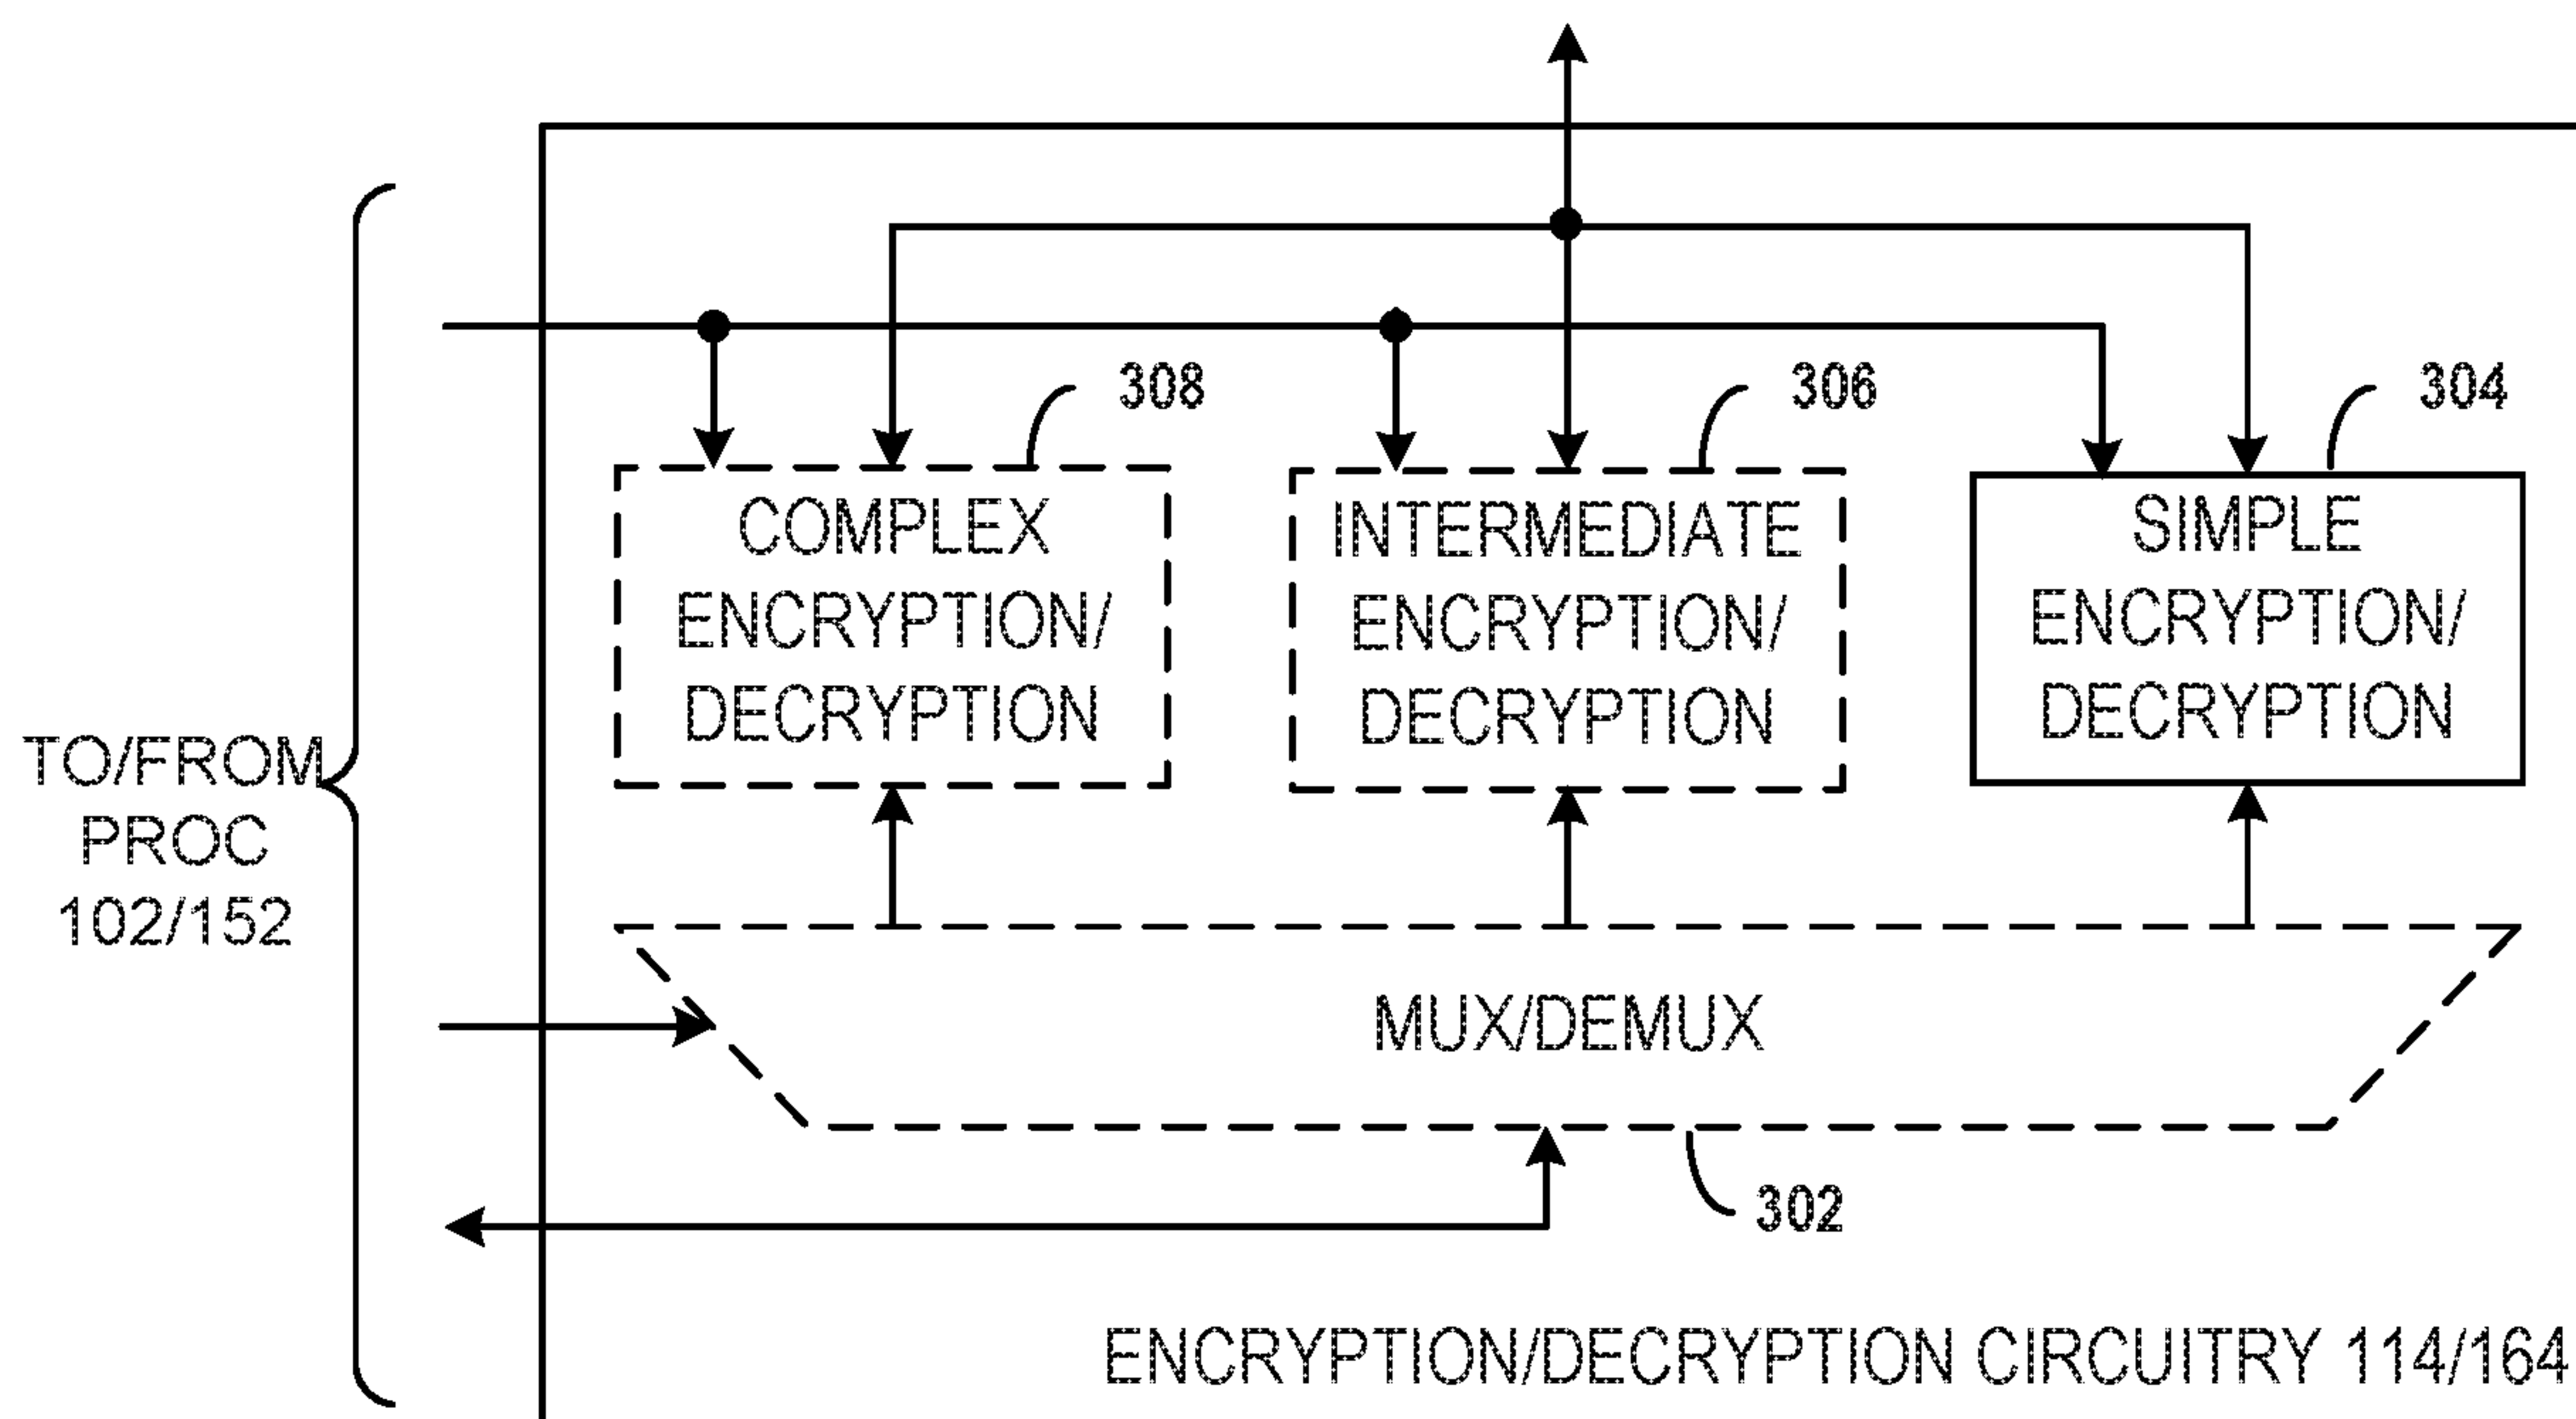 308
306
304
COMPLEX
ENCRYPTION/
DECRYPTION
INTERMEDIATE
ENCRYPTION/
DECRYPTION
SIMPLE
ENCRYPTION/
DECRYPTION
TO/FROM
PROC
102/152
MUX/DEMUX
302
ENCRYPTION/DECRYPTION CIRCUITRY 114/164